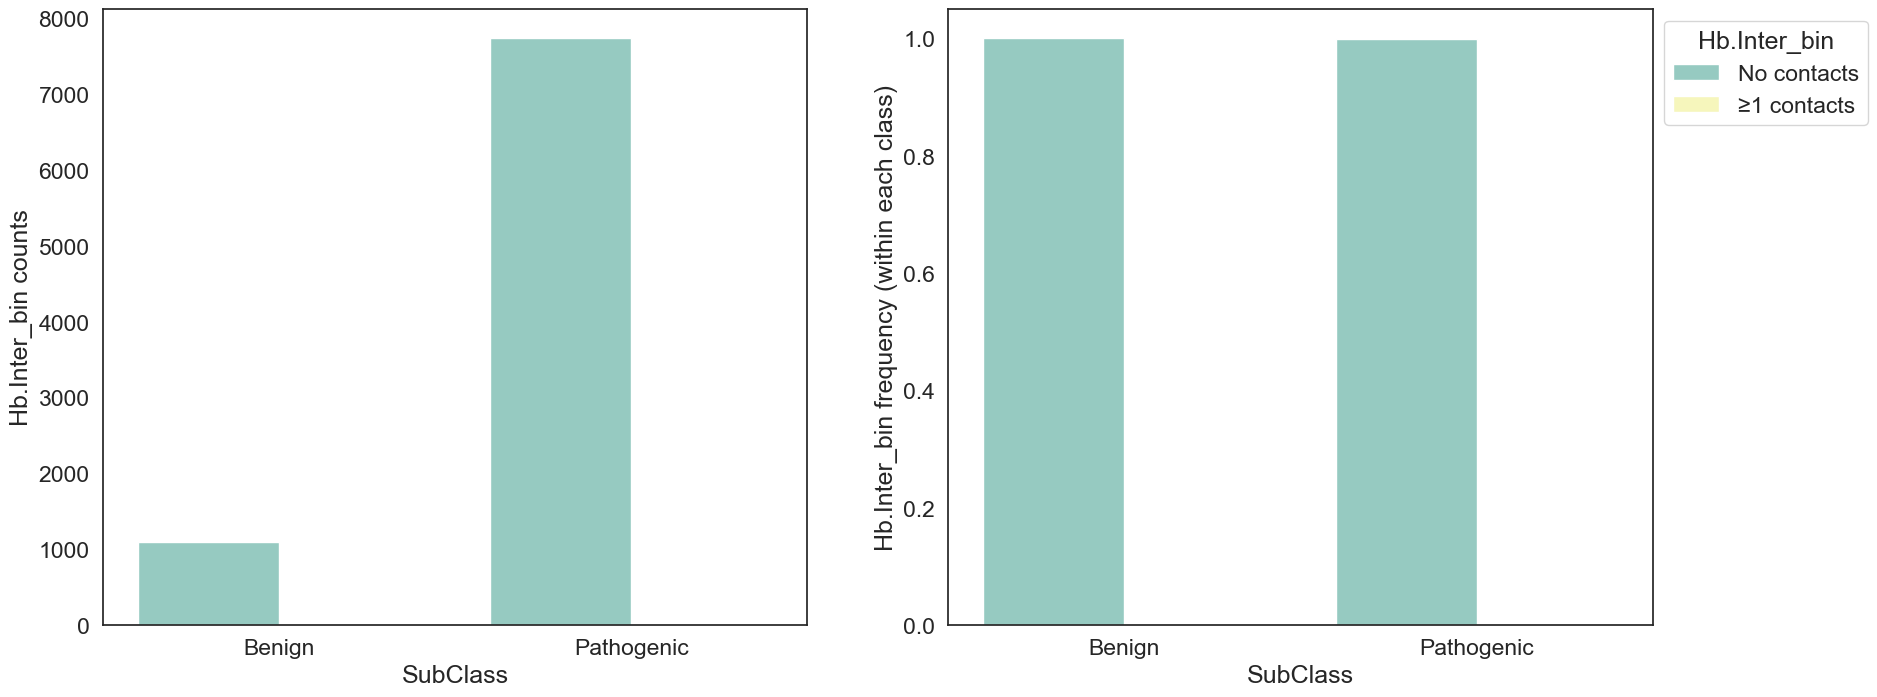 8000
7000
6000
5000
4000
3000
2000
1000
0
Hb.Inter_bin counts
Benign
Pathogenic
SubClass
1.0
0.8
0.6
0.4
0.2
0.0
Hb.Inter_bin frequency (within each class)
Benign
Pathogenic
SubClass
Hb.Inter_bin
No contacts
≥1 contacts